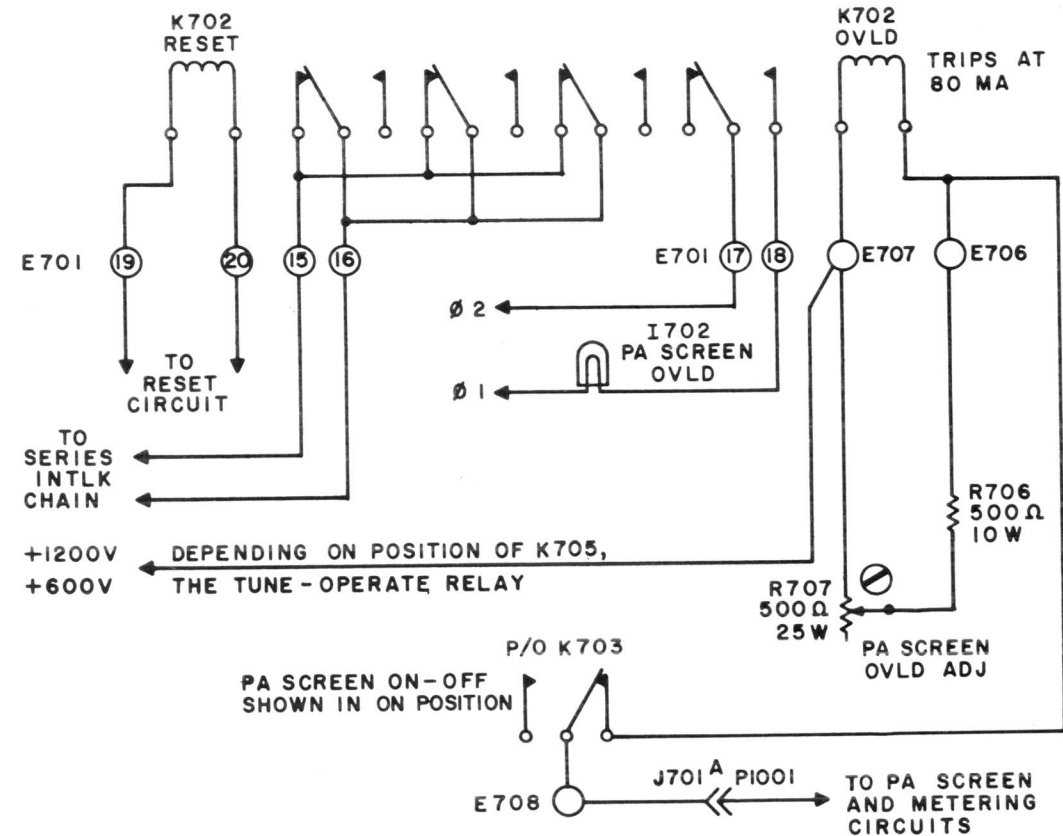 K702
RESET
K702
OVLD
TRIPS AT
80 MA
E701
19
20
15
16
E701
17
18
E707
E706
Ø 2
I702
PA SCREEN
OVLD
Ø 1
TO
RESET
CIRCUIT
TO
SERIES
INTLK
CHAIN
R706
500 Ω
10 W
+1200V
+600V
DEPENDING ON POSITION OF K705,
THE TUNE-OPERATE RELAY
R707
500 Ω
25 W
PA SCREEN
OVLD ADJ
P/O K703
PA SCREEN ON-OFF
SHOWN IN ON POSITION
E708
J701 A P1001
TO PA SCREEN
AND METERING
CIRCUITS